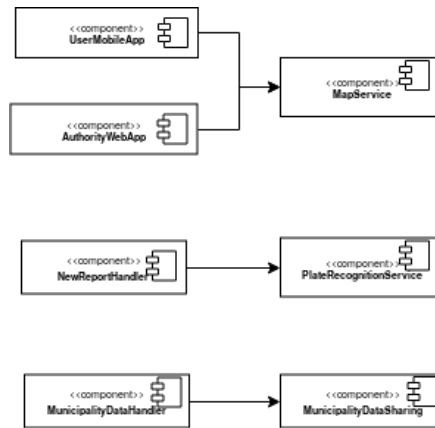 <<component>>
UserMobileApp
<<component>>
MapService
<<component>>
AuthorityWebApp
<<component>>
NewReportHandler
<<component>>
PlateRecognitionService
<<component>>
MunicipalityDataHandler
<<component>>
MunicipalityDataSharing